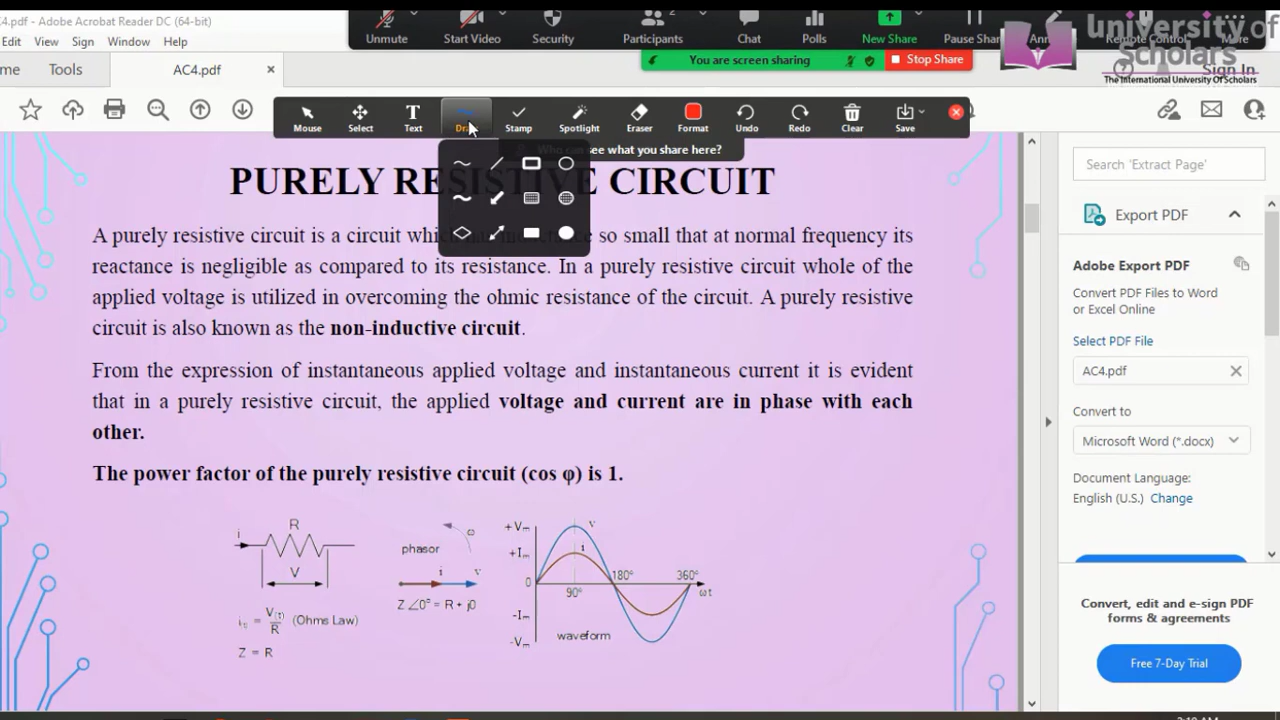 4.pdf - Adobe Acrobat Reader DC (64-bit)
Edit View Sign Window Help
Unmute Start Video Security Participants 2 Chat Polls New Share Pause Share More
university of
Scholars
The International University Of Scholars
You are screen sharing Stop Share
me Tools AC4.pdf × Sign In
Mouse Select Text Stamp Spotlight Eraser Format Undo Redo Clear Save
Who can see what you share here?
Search 'Extract Page'
PURELY RESISTIVE CIRCUIT
A purely resistive circuit is a circuit which so small that at normal frequency its
reactance is negligible as compared to its resistance. In a purely resistive circuit whole of the
applied voltage is utilized in overcoming the ohmic resistance of the circuit. A purely resistive
circuit is also known as the non-inductive circuit.
From the expression of instantaneous applied voltage and instantaneous current it is evident
that in a purely resistive circuit, the applied voltage and current are in phase with each
other.
The power factor of the purely resistive circuit (cos φ) is 1.
i R
V
i(t) = V(t)/R (Ohms Law)
Z = R
phasor ω
i v
Z∠0° = R + j0
+Vm v
+Im i
0 90° 180° 360° ωt
-Im
-Vm waveform
Export PDF
Adobe Export PDF
Convert PDF Files to Word
or Excel Online
Select PDF File
AC4.pdf
Convert to
Microsoft Word (*.docx)
Document Language:
English (U.S.) Change
Convert, edit and e-sign PDF
forms & agreements
Free 7-Day Trial